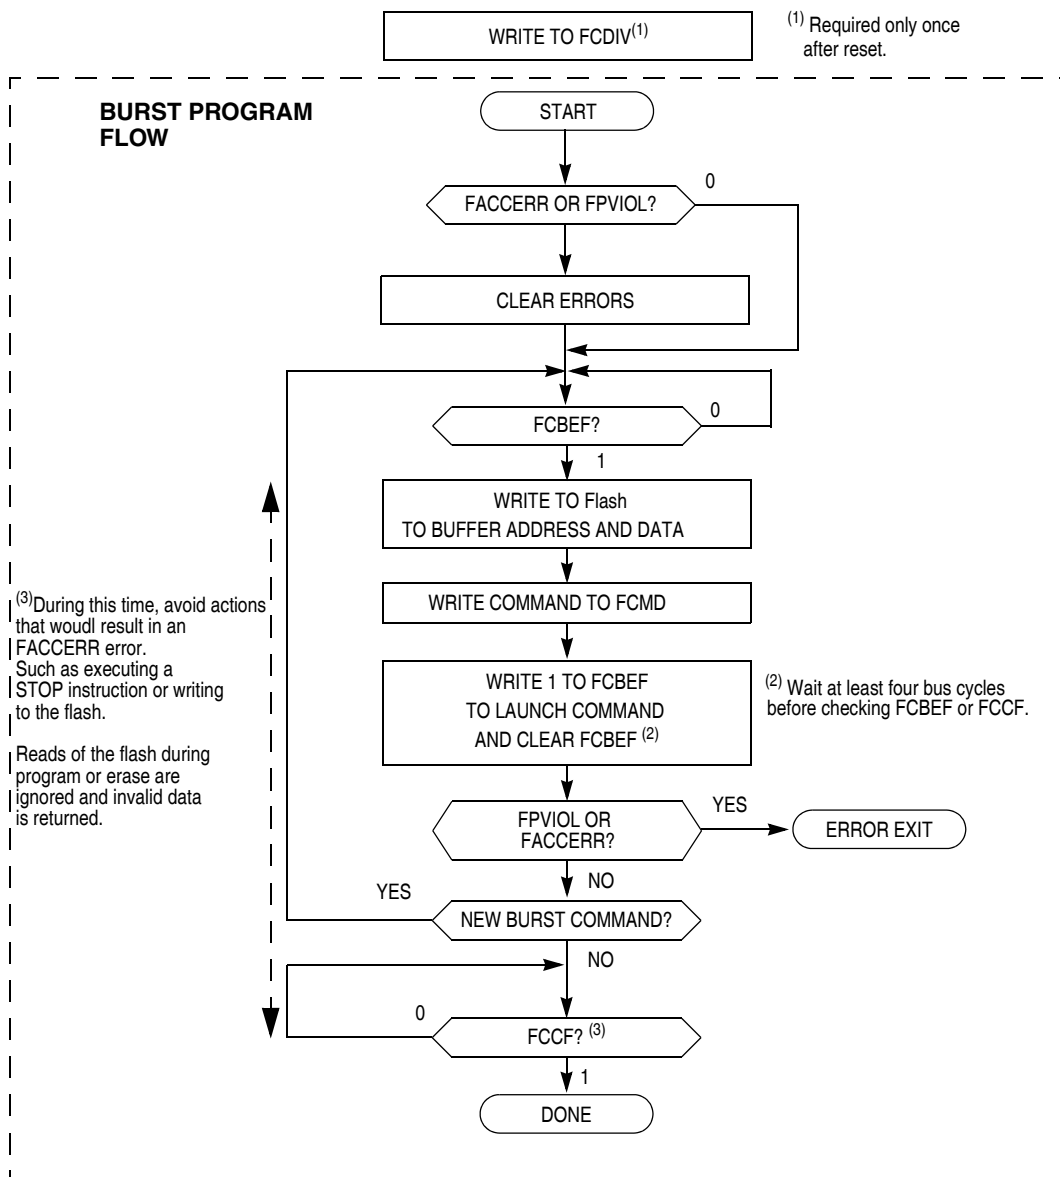 WRITE TO FCDIV(1)
(1) Required only once
after reset.
BURST PROGRAM
FLOW
START
FACCERR OR FPVIOL?
0
CLEAR ERRORS
FCBEF?
0
1
WRITE TO Flash
TO BUFFER ADDRESS AND DATA
WRITE COMMAND TO FCMD
(3)During this time, avoid actions
that woudl result in an
FACCERR error.
Such as executing a
STOP instruction or writing
to the flash.
Reads of the flash during
program or erase are
ignored and invalid data
is returned.
WRITE 1 TO FCBEF
TO LAUNCH COMMAND
AND CLEAR FCBEF (2)
(2) Wait at least four bus cycles
before checking FCBEF or FCCF.
FPVIOL OR
FACCERR?
YES
ERROR EXIT
NO
YES
NEW BURST COMMAND?
NO
0
FCCF? (3)
1
DONE